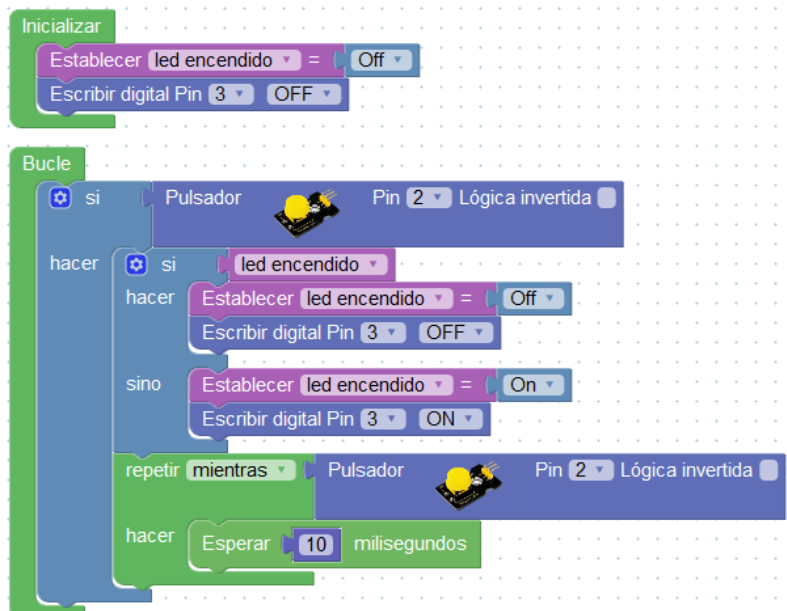 Inicializar
Establecer led encendido = Off
Escribir digital Pin 3 OFF
Bucle
si Pulsador Pin 2 Lógica invertida
hacer si led encendido
hacer Establecer led encendido = Off
Escribir digital Pin 3 OFF
sino Establecer led encendido = On
Escribir digital Pin 3 ON
repetir mientras Pulsador Pin 2 Lógica invertida
hacer Esperar 10 milisegundos